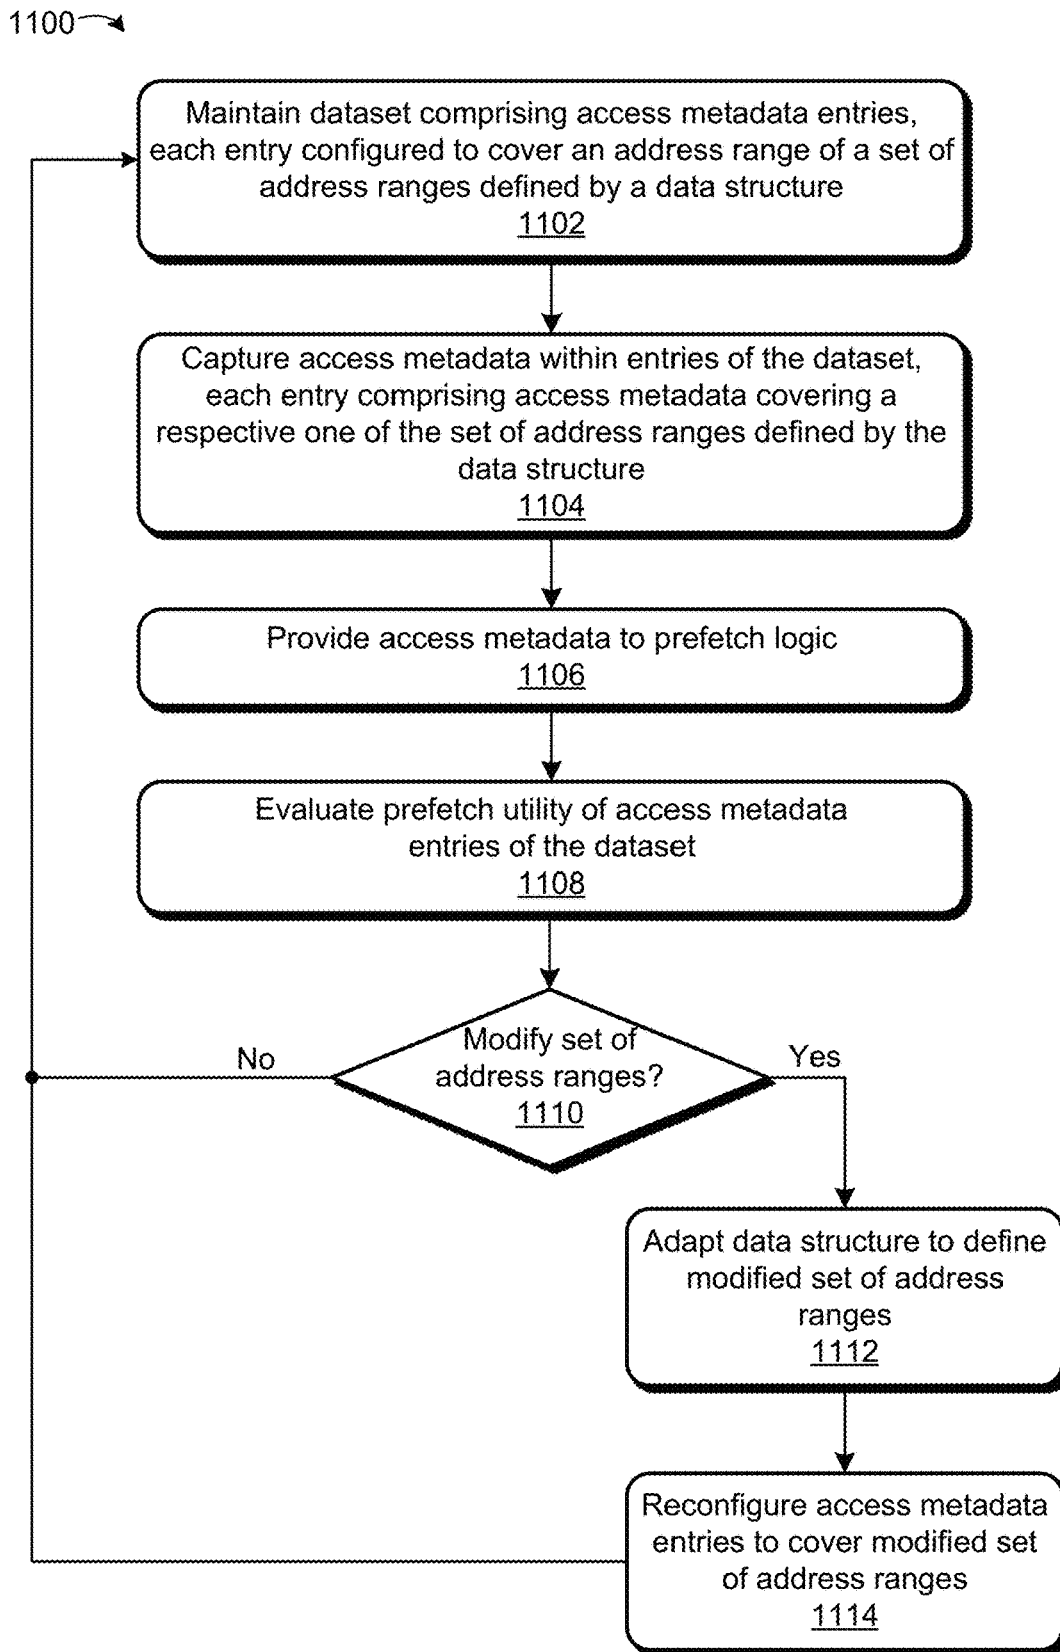 1100
Maintain dataset comprising access metadata entries,
each entry configured to cover an address range of a set of
address ranges defined by a data structure
1102
Capture access metadata within entries of the dataset,
each entry comprising access metadata covering a
respective one of the set of address ranges defined by the
data structure
1104
Provide access metadata to prefetch logic
1106
Evaluate prefetch utility of access metadata
entries of the dataset
1108
Modify set of
address ranges?
1110
No
Yes
Adapt data structure to define
modified set of address
ranges
1112
Reconfigure access metadata
entries to cover modified set
of address ranges
1114